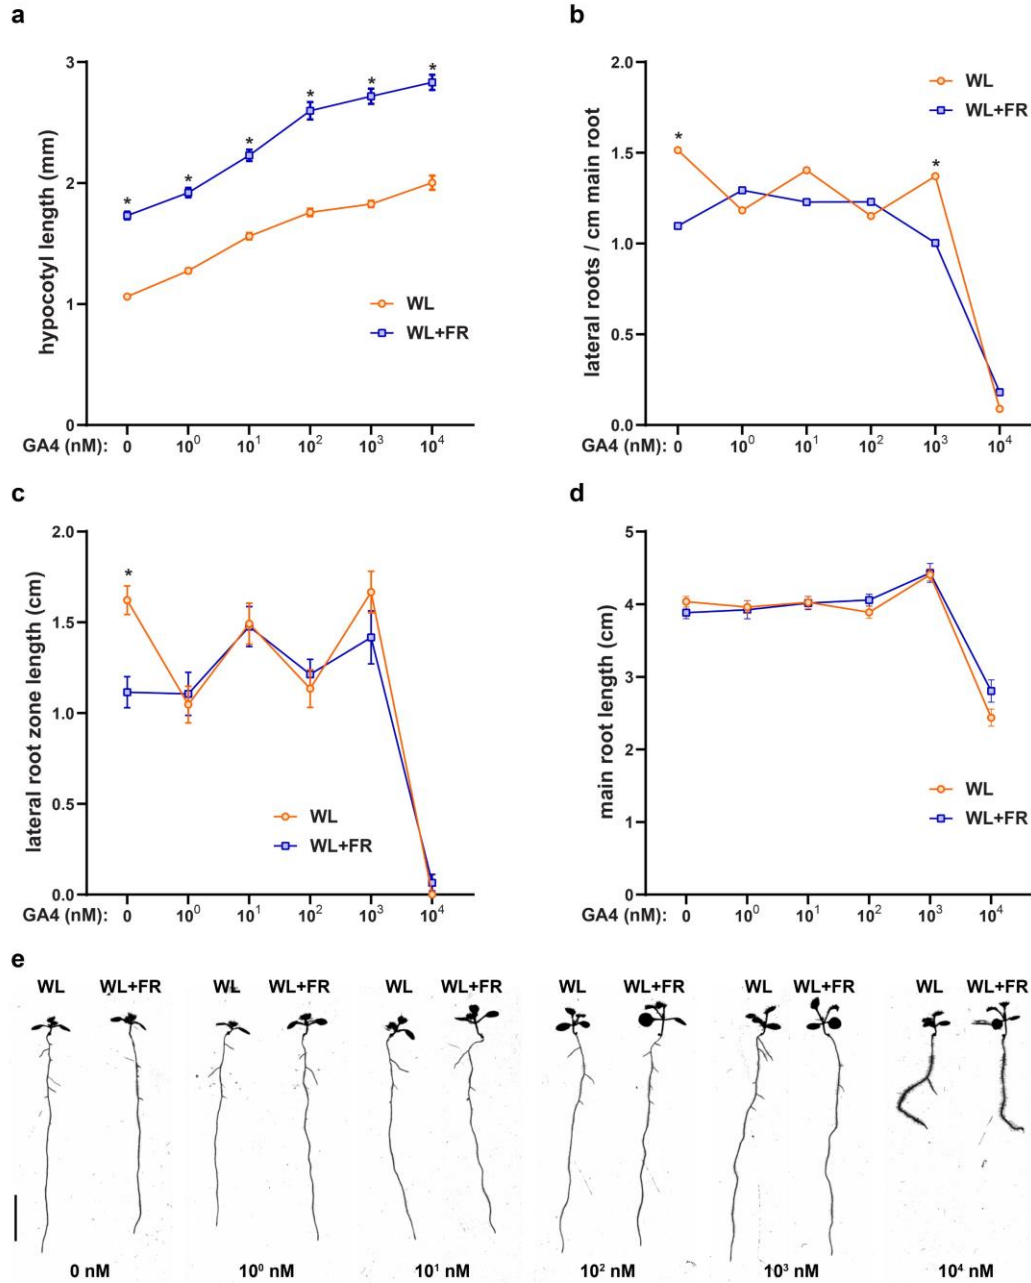 a
hypocotyl length (mm)
3
2
1
0
* * * * * *
WL
WL+FR
GA4 (nM): 0 10⁰ 10¹ 10² 10³ 10⁴
b
lateral roots / cm main root
2.0
1.5
1.0
0.5
0.0
* *
WL
WL+FR
GA4 (nM): 0 10⁰ 10¹ 10² 10³ 10⁴
c
lateral root zone length (cm)
2.0
1.5
1.0
0.5
0.0
*
WL
WL+FR
GA4 (nM): 0 10⁰ 10¹ 10² 10³ 10⁴
d
main root length (cm)
5
4
3
2
1
0
WL
WL+FR
GA4 (nM): 0 10⁰ 10¹ 10² 10³ 10⁴
e
WL WL+FR WL WL+FR WL WL+FR WL WL+FR WL WL+FR WL WL+FR
0 nM 10⁰ nM 10¹ nM 10² nM 10³ nM 10⁴ nM